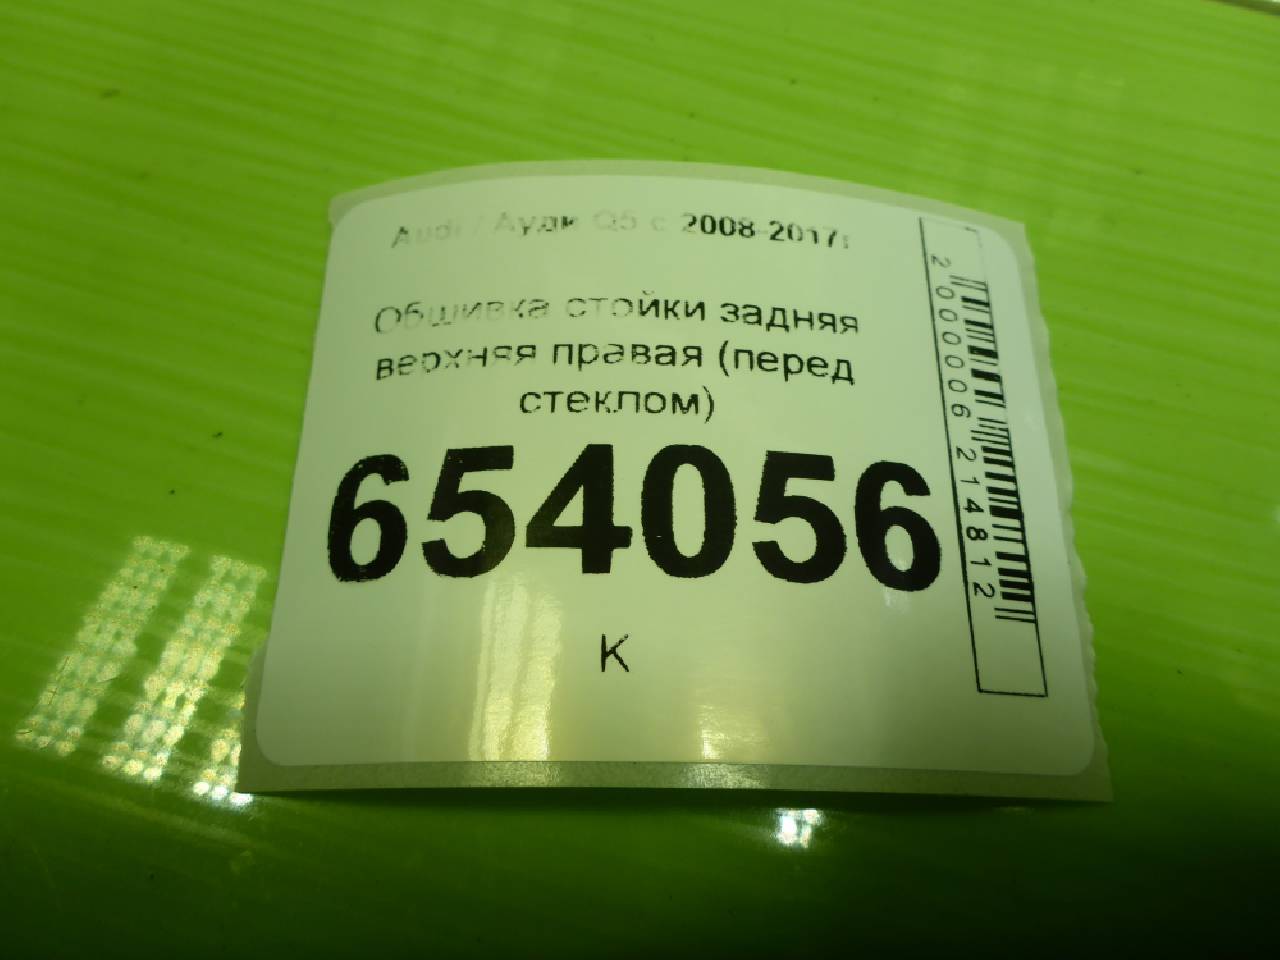 Audi / Ауди Q5 с 2008-2017г
Обшивка стойки задняя
верхняя правая (перед
стеклом)
654056
К
2000006214812